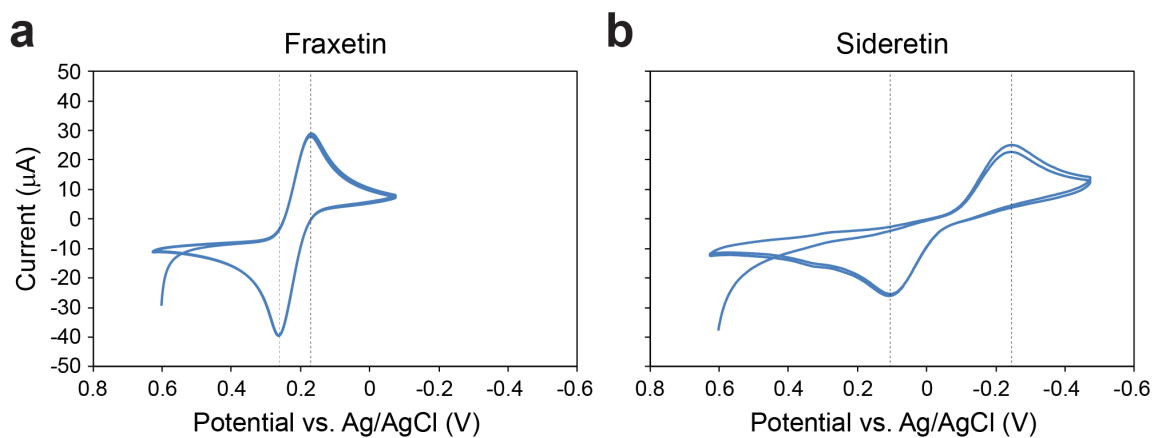 a
Fraxetin
50
40
30
20
10
0
-10
-20
-30
-40
-50
Current (μA)
0.8 0.6 0.4 0.2 0 -0.2 -0.4 -0.6
Potential vs. Ag/AgCl (V)
b
Sideretin
0.8 0.6 0.4 0.2 0 -0.2 -0.4 -0.6
Potential vs. Ag/AgCl (V)